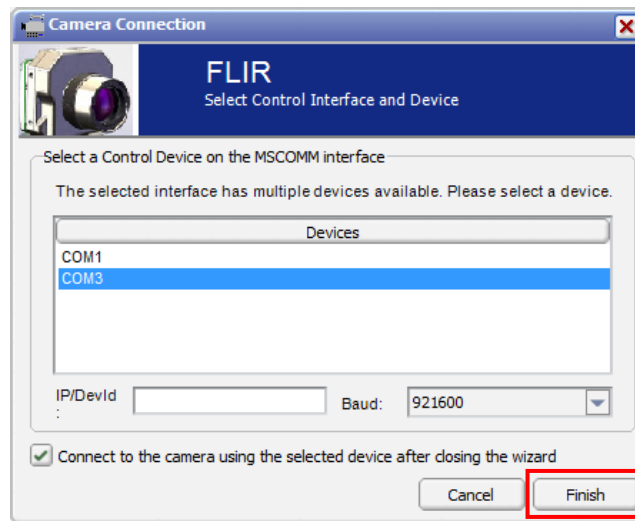 Camera Connection
FLIR
Select Control Interface and Device
Select a Control Device on the MSCOMM interface
The selected interface has multiple devices available. Please select a device.
Devices
COM1
COM3
IP/DevId
:
Baud:
921600
Connect to the camera using the selected device after closing the wizard
Cancel
Finish